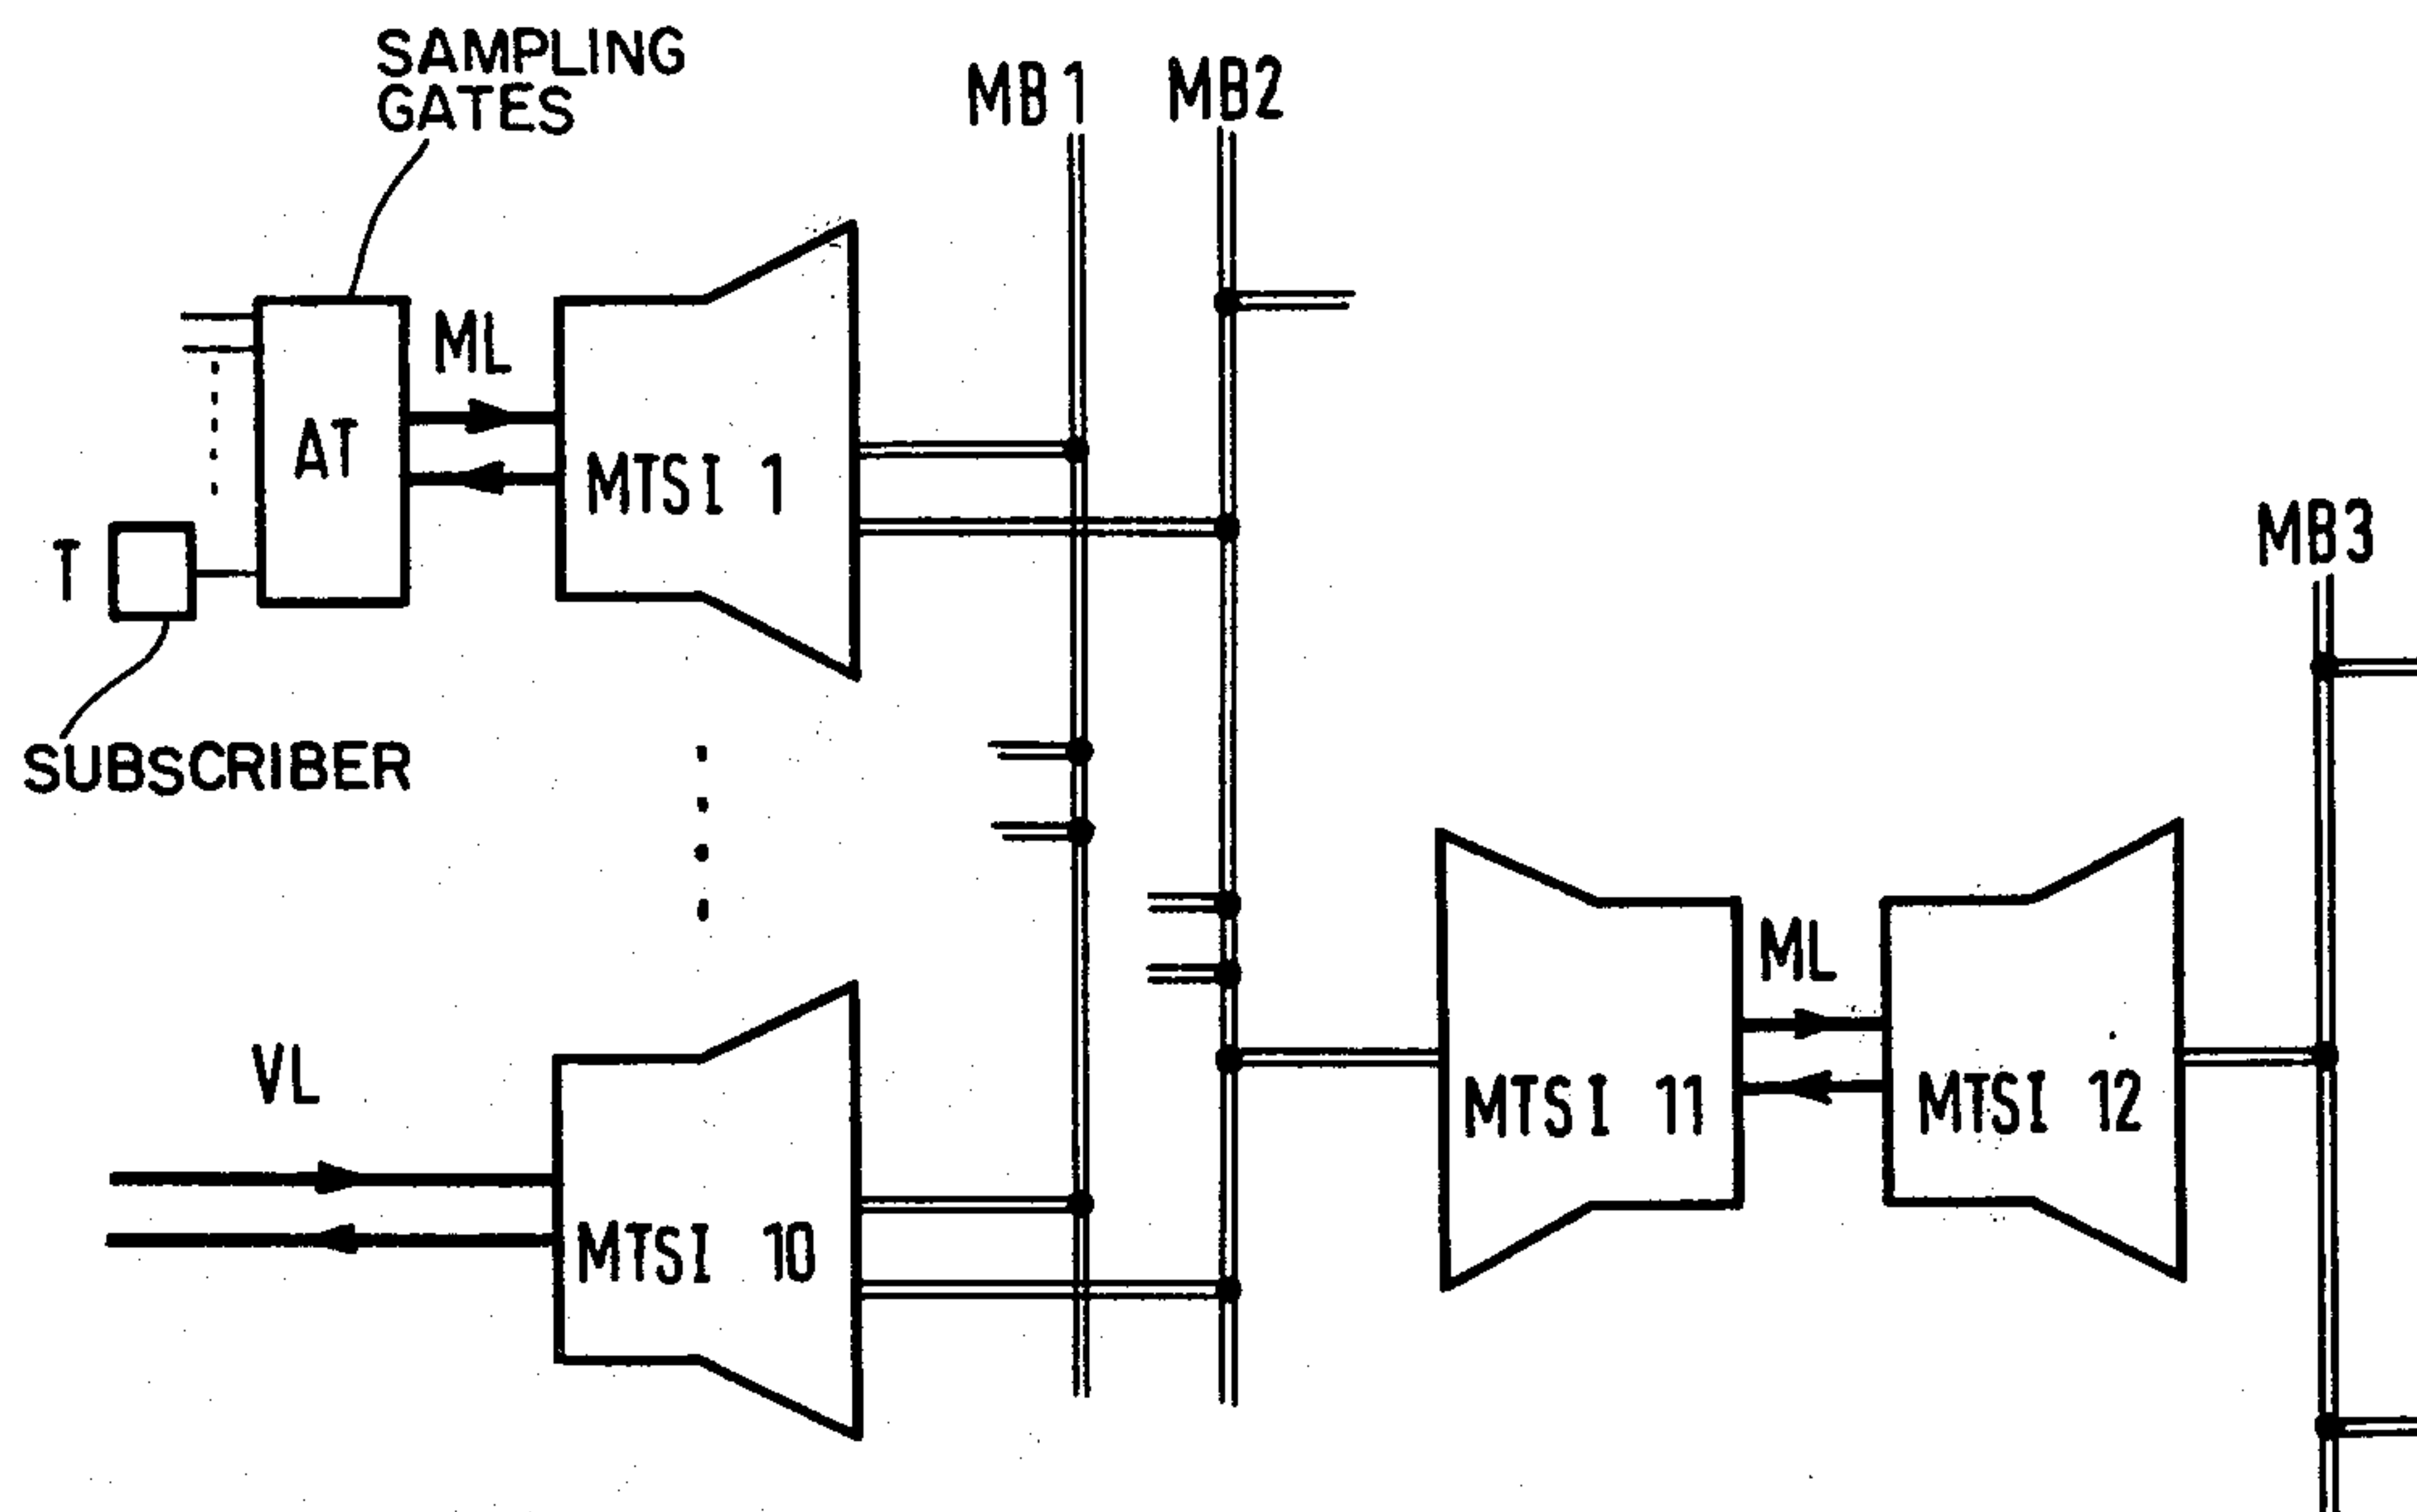 SAMPLING
GATES
MB1
MB2
ML
AT
MTSI 1
T
SUBSCRIBER
MB3
ML
VL
MTSI 11
MTSI 12
MTSI 10